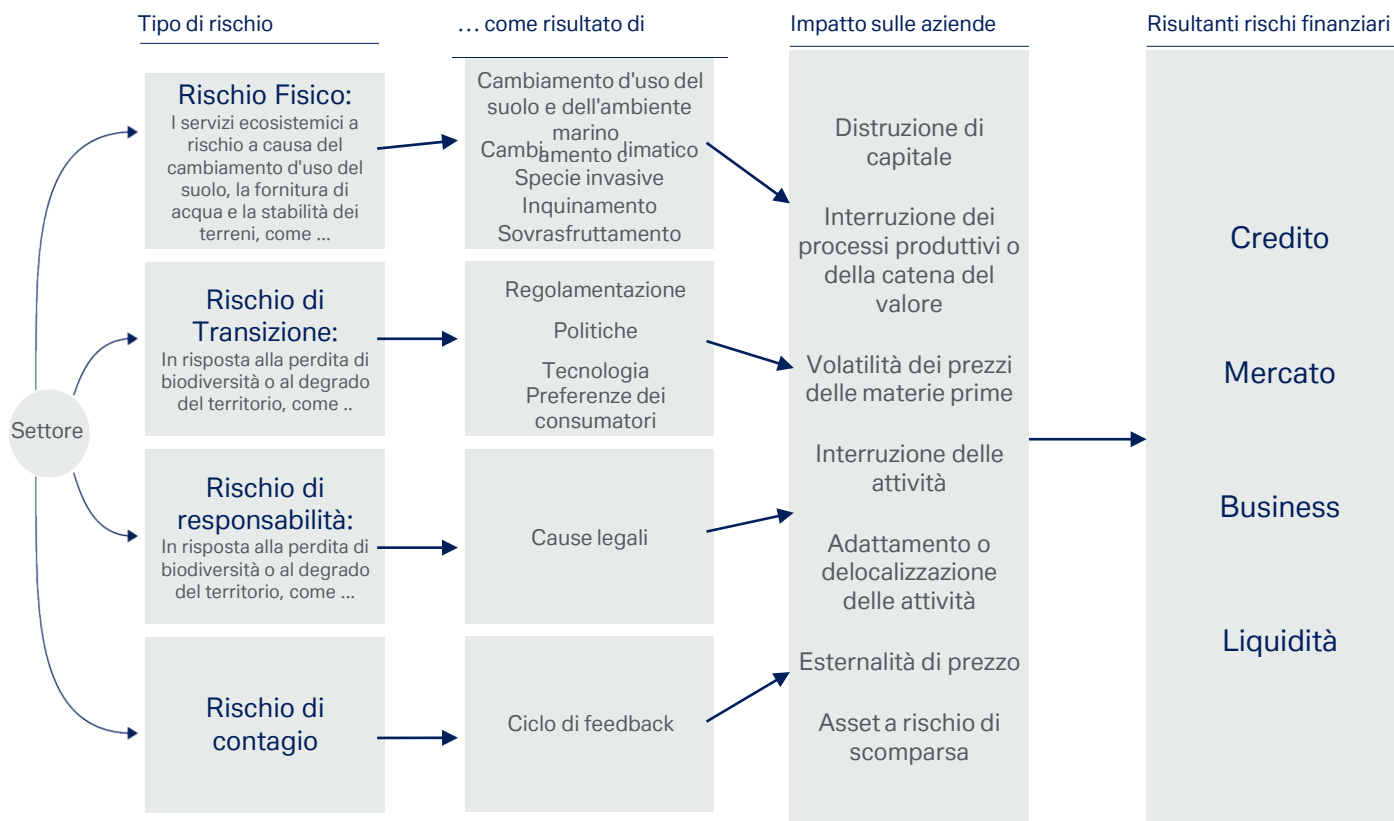 Tipo di rischio
… come risultato di
Impatto sulle aziende
Risultanti rischi finanziari
Settore
Rischio Fisico:
I servizi ecosistemici a
rischio a causa del
cambiamento d'uso del
suolo, la fornitura di
acqua e la stabilità dei
terreni, come ...
Cambiamento d'uso del
suolo e dell'ambiente
marino
Cambiamento climatico
Specie invasive
Inquinamento
Sovrasfruttamento
Rischio di
Transizione:
In risposta alla perdita di
biodiversità o al degrado
del territorio, come ..
Regolamentazione
Politiche
Tecnologia
Preferenze dei
consumatori
Rischio di
responsabilità:
In risposta alla perdita di
biodiversità o al degrado
del territorio, come ...
Cause legali
Rischio di
contagio
Ciclo di feedback
Distruzione di
capitale
Interruzione dei
processi produttivi o
della catena del
valore
Volatilità dei prezzi
delle materie prime
Interruzione delle
attività
Adattamento o
delocalizzazione
delle attività
Esternalità di prezzo
Asset a rischio di
scomparsa
Credito
Mercato
Business
Liquidità